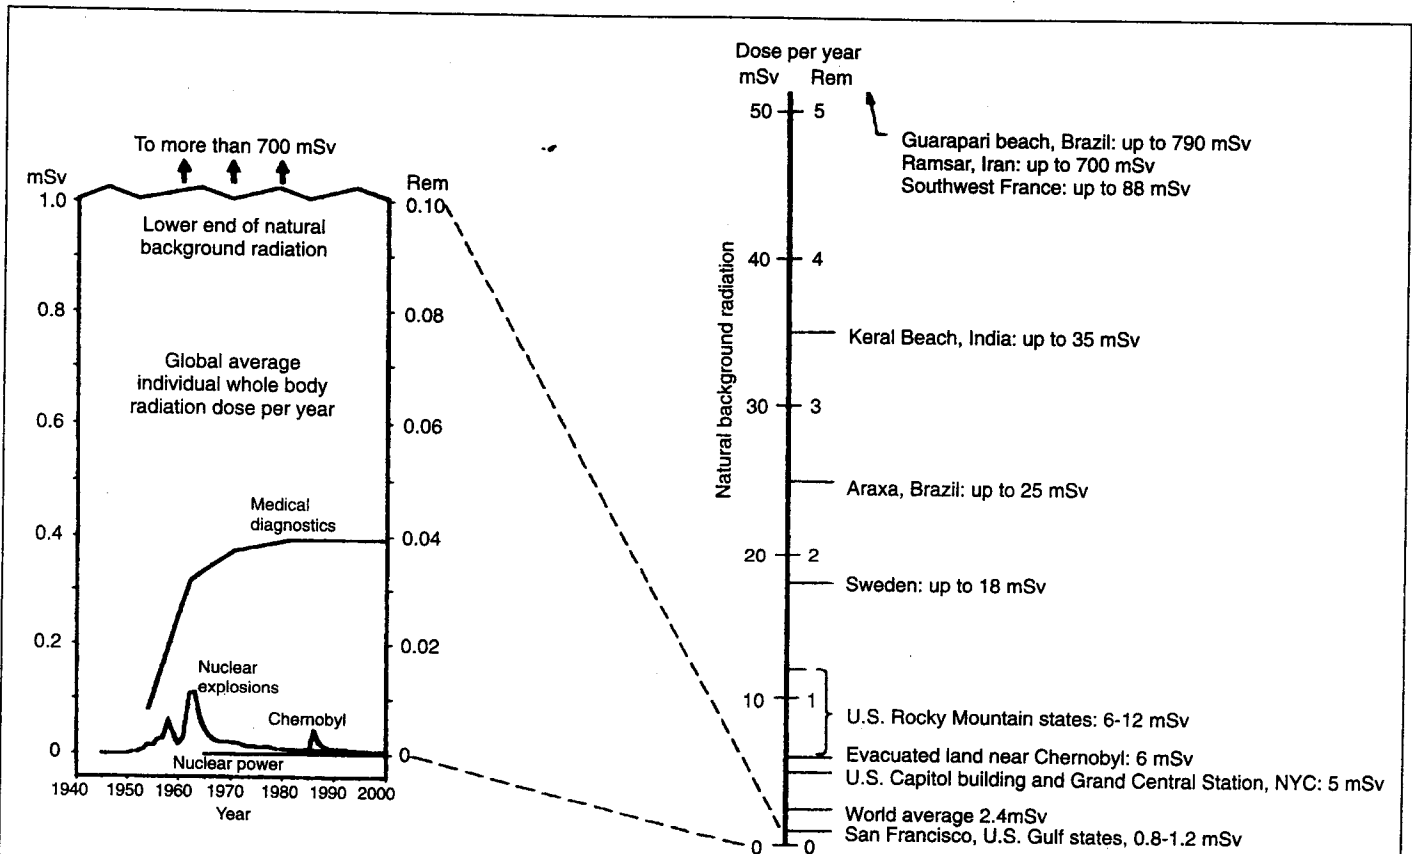 To more than 700 mSv
mSv
Rem
1.0
0.10
Lower end of natural
background radiation
0.8
0.08
Global average
individual whole body
radiation dose per year
0.6
0.06
Medical
diagnostics
0.4
0.04
0.2
0.02
Nuclear
explosions
Chernobyl
0
0
Nuclear power
1940 1950 1960 1970 1980 1990 2000
Year
Dose per year
mSv Rem
50 5
Guarapari beach, Brazil: up to 790 mSv
Ramsar, Iran: up to 700 mSv
Southwest France: up to 88 mSv
Natural background radiation
40 4
Keral Beach, India: up to 35 mSv
30 3
Araxa, Brazil: up to 25 mSv
20 2
Sweden: up to 18 mSv
10 1
U.S. Rocky Mountain states: 6-12 mSv
Evacuated land near Chernobyl: 6 mSv
U.S. Capitol building and Grand Central Station, NYC: 5 mSv
World average 2.4mSv
San Francisco, U.S. Gulf states, 0.8-1.2 mSv
0 0